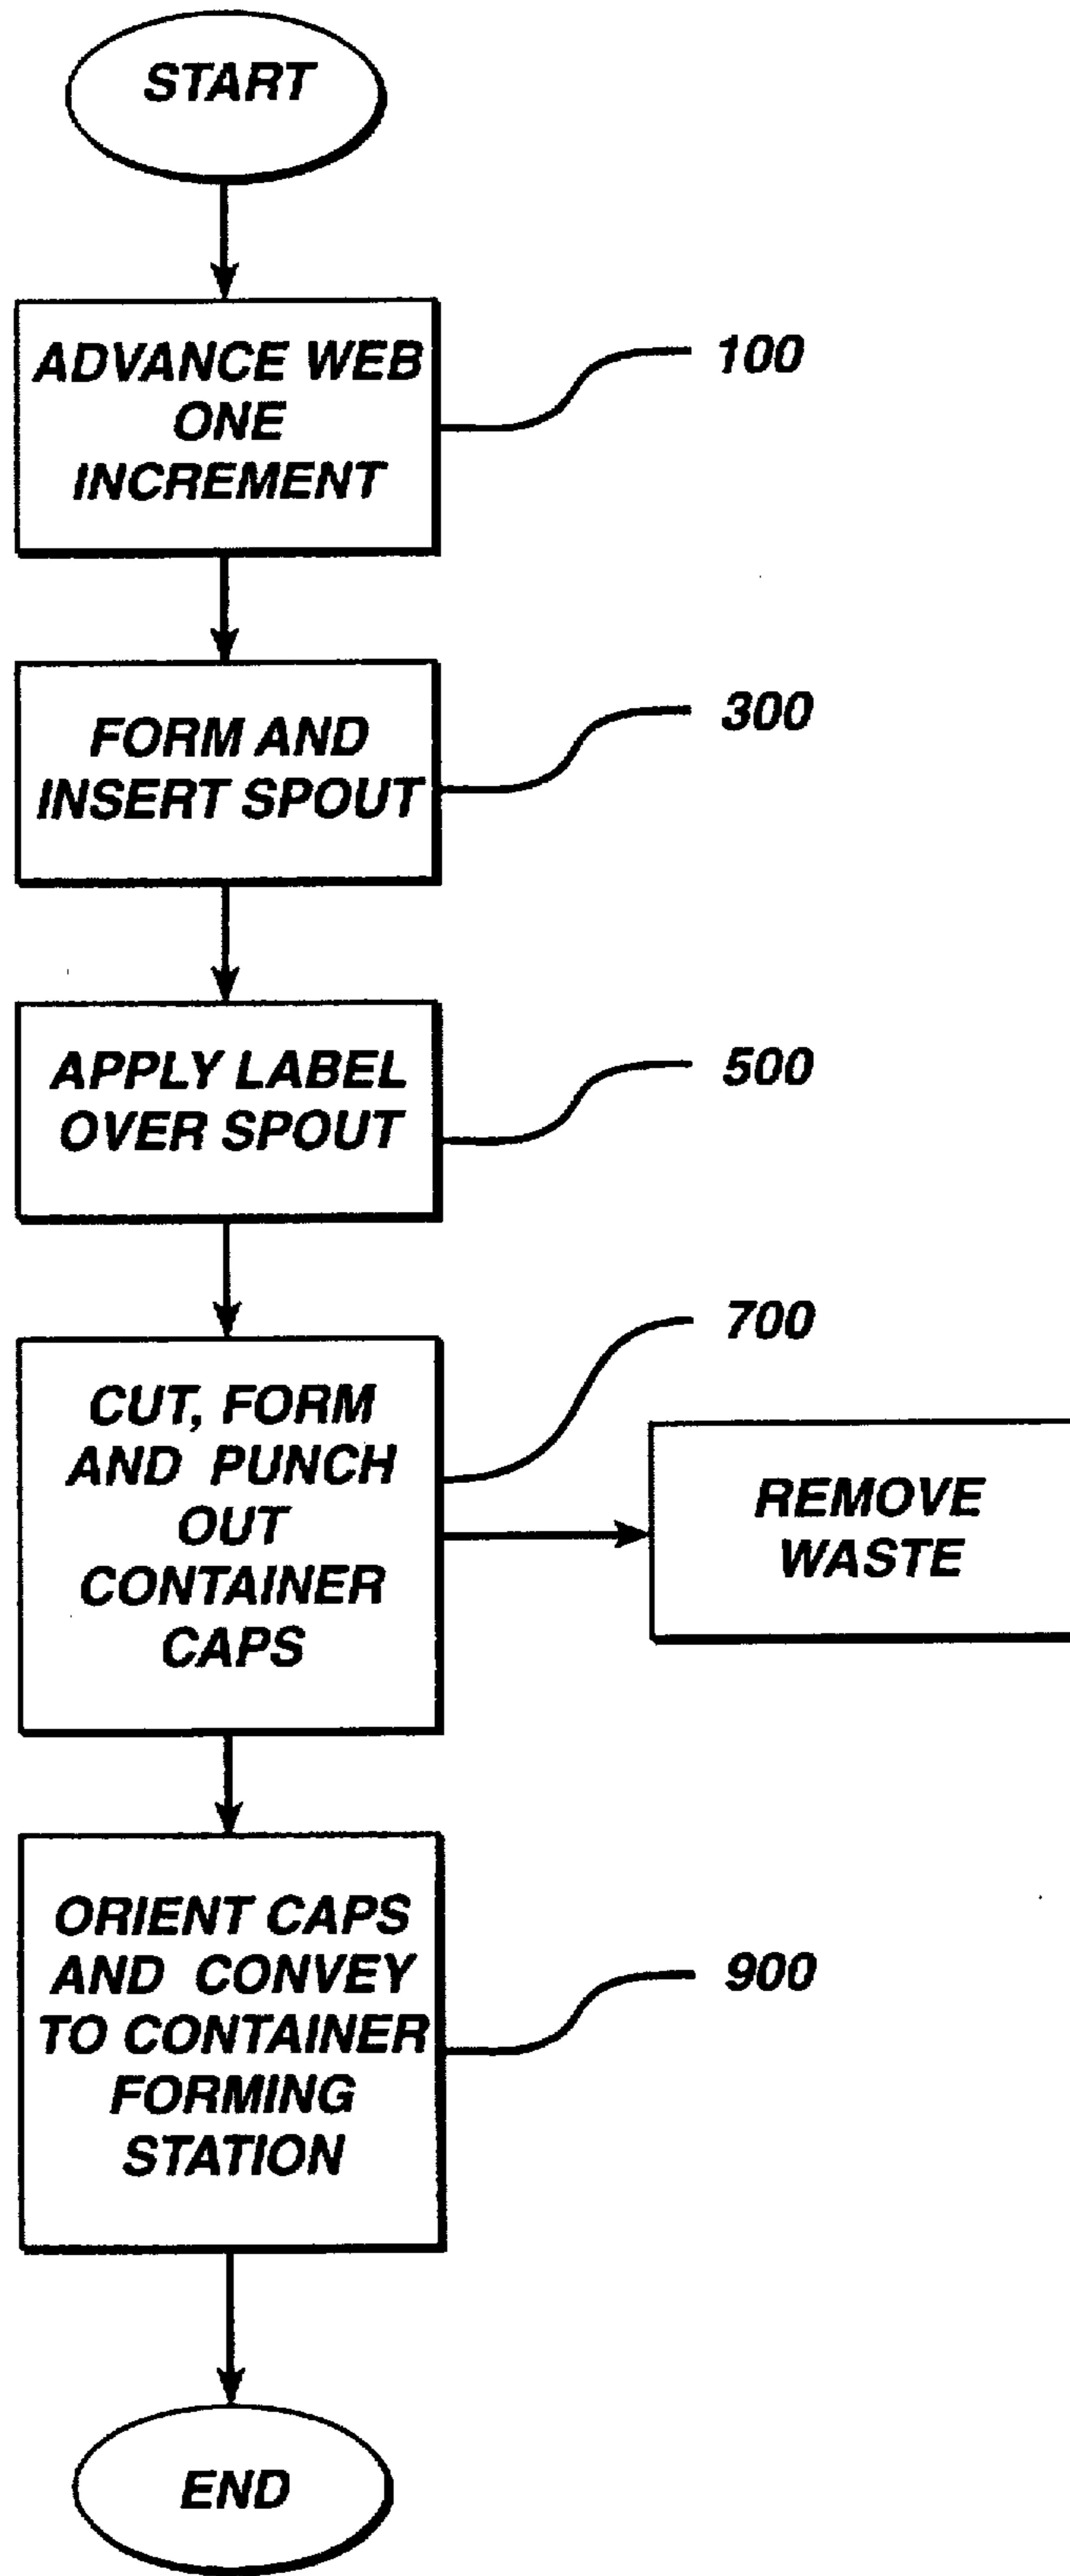 START
ADVANCE WEB
ONE
INCREMENT
100
FORM AND
INSERT SPOUT
300
APPLY LABEL
OVER SPOUT
500
CUT, FORM
AND PUNCH
OUT
CONTAINER
CAPS
700
REMOVE
WASTE
ORIENT CAPS
AND CONVEY
TO CONTAINER
FORMING
STATION
900
END